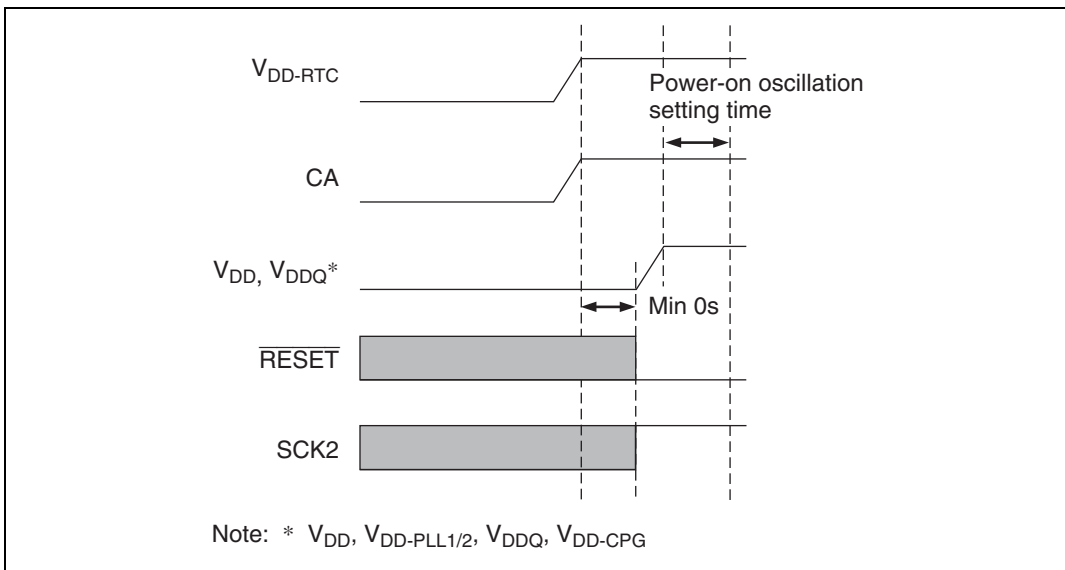 VDD-RTC
Power-on oscillation
setting time
CA
VDD, VDDQ*
Min 0s
RESET
SCK2
Note: * VDD, VDD-PLL1/2, VDDQ, VDD-CPG